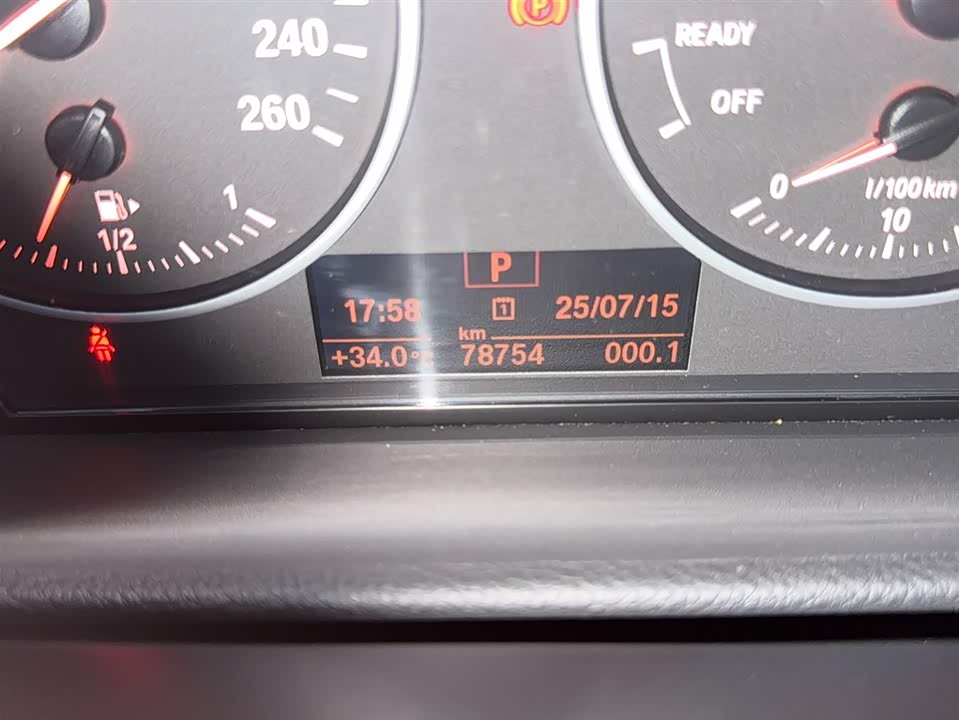 240
260
1
1/2
P
READY
OFF
0
l/100km
10
P
17:58 1 25/07/15
km
+34.0°c 78754 000.1